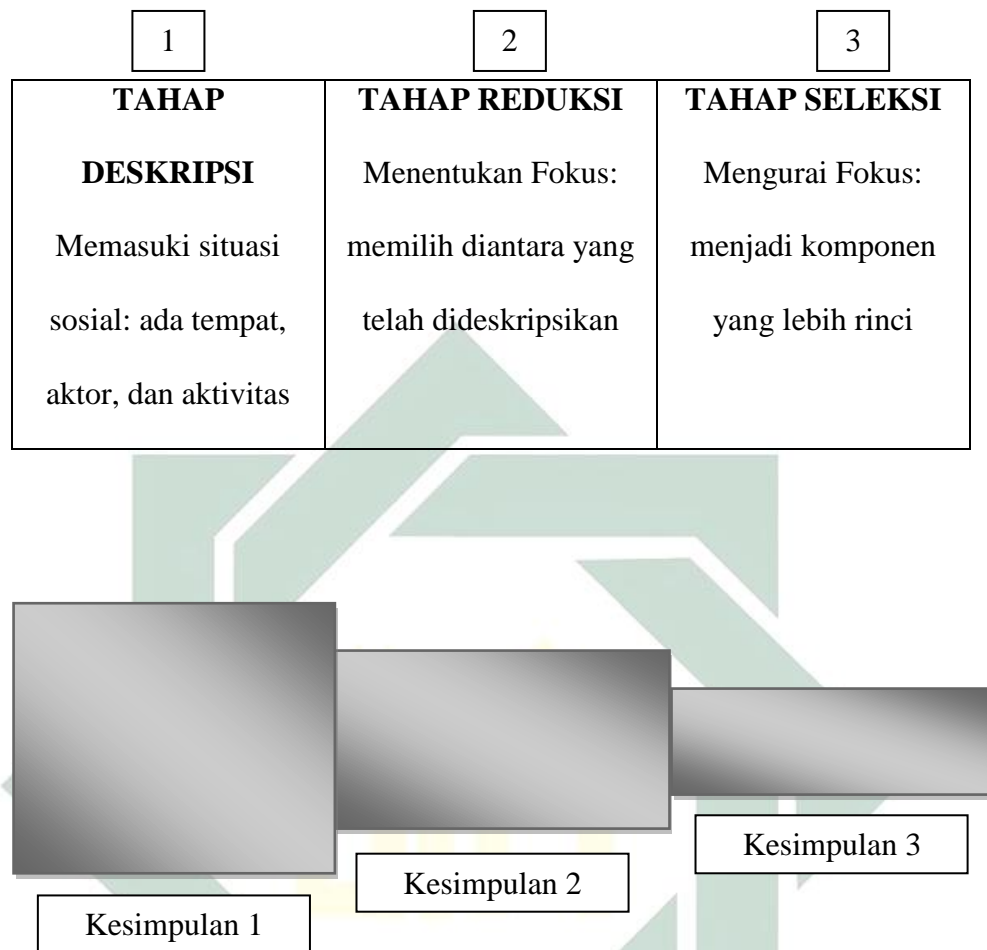 1
2
3
TAHAP
DESKRIPSI
Memasuki situasi
sosial: ada tempat,
aktor, dan aktivitas
TAHAP REDUKSI
Menentukan Fokus:
memilih diantara yang
telah dideskripsikan
TAHAP SELEKSI
Mengurai Fokus:
menjadi komponen
yang lebih rinci
Kesimpulan 1
Kesimpulan 2
Kesimpulan 3